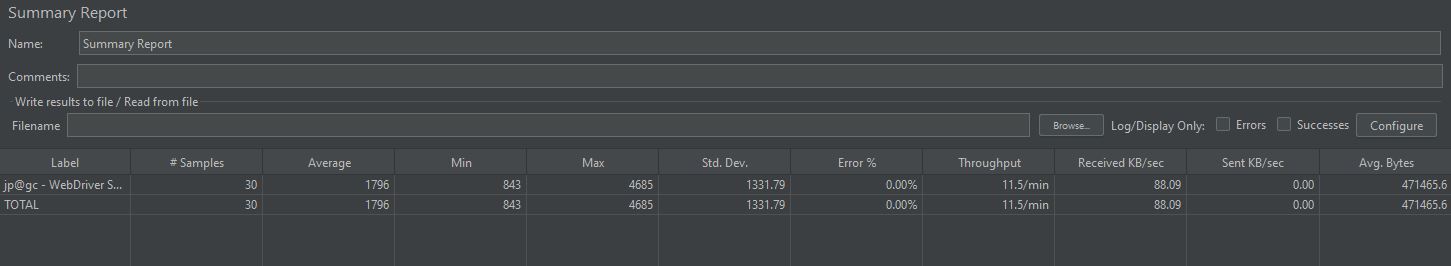 Summary Report
Name: Summary Report
Comments:
Write results to file / Read from file
Filename Browse... Log/Display Only: Errors Successes Configure
Label # Samples Average Min Max Std. Dev. Error % Throughput Received KB/sec Sent KB/sec Avg. Bytes
jp@gc - WebDriver S... 30 1796 843 4685 1331.79 0.00% 11.5/min 88.09 0.00 471465.6
TOTAL 30 1796 843 4685 1331.79 0.00% 11.5/min 88.09 0.00 471465.6